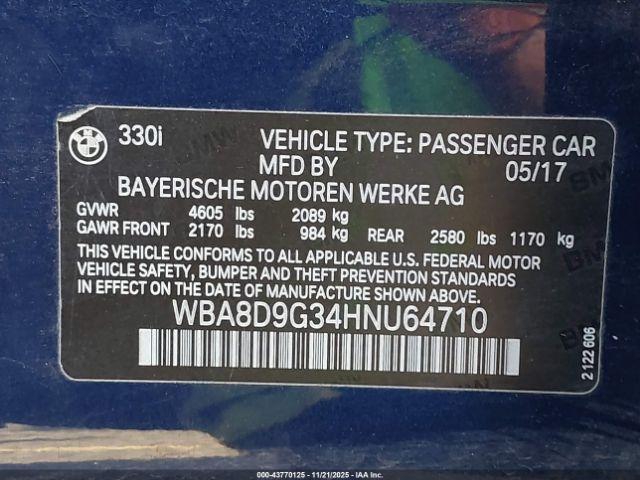 BMW 330i VEHICLE TYPE: PASSENGER CAR
MFD BY 05/17
BAYERISCHE MOTOREN WERKE AG
GVWR 4605 lbs 2089 kg
GAWR FRONT 2170 lbs 984 kg REAR 2580 lbs 1170 kg
THIS VEHICLE CONFORMS TO ALL APPLICABLE U.S. FEDERAL MOTOR
VEHICLE SAFETY, BUMPER AND THEFT PREVENTION STANDARDS
IN EFFECT ON THE DATE OF MANUFACTURE SHOWN ABOVE.
WBA8D9G34HNU64710
2 122 606
© 43770125 - 11/21/2025 - IAA Inc.